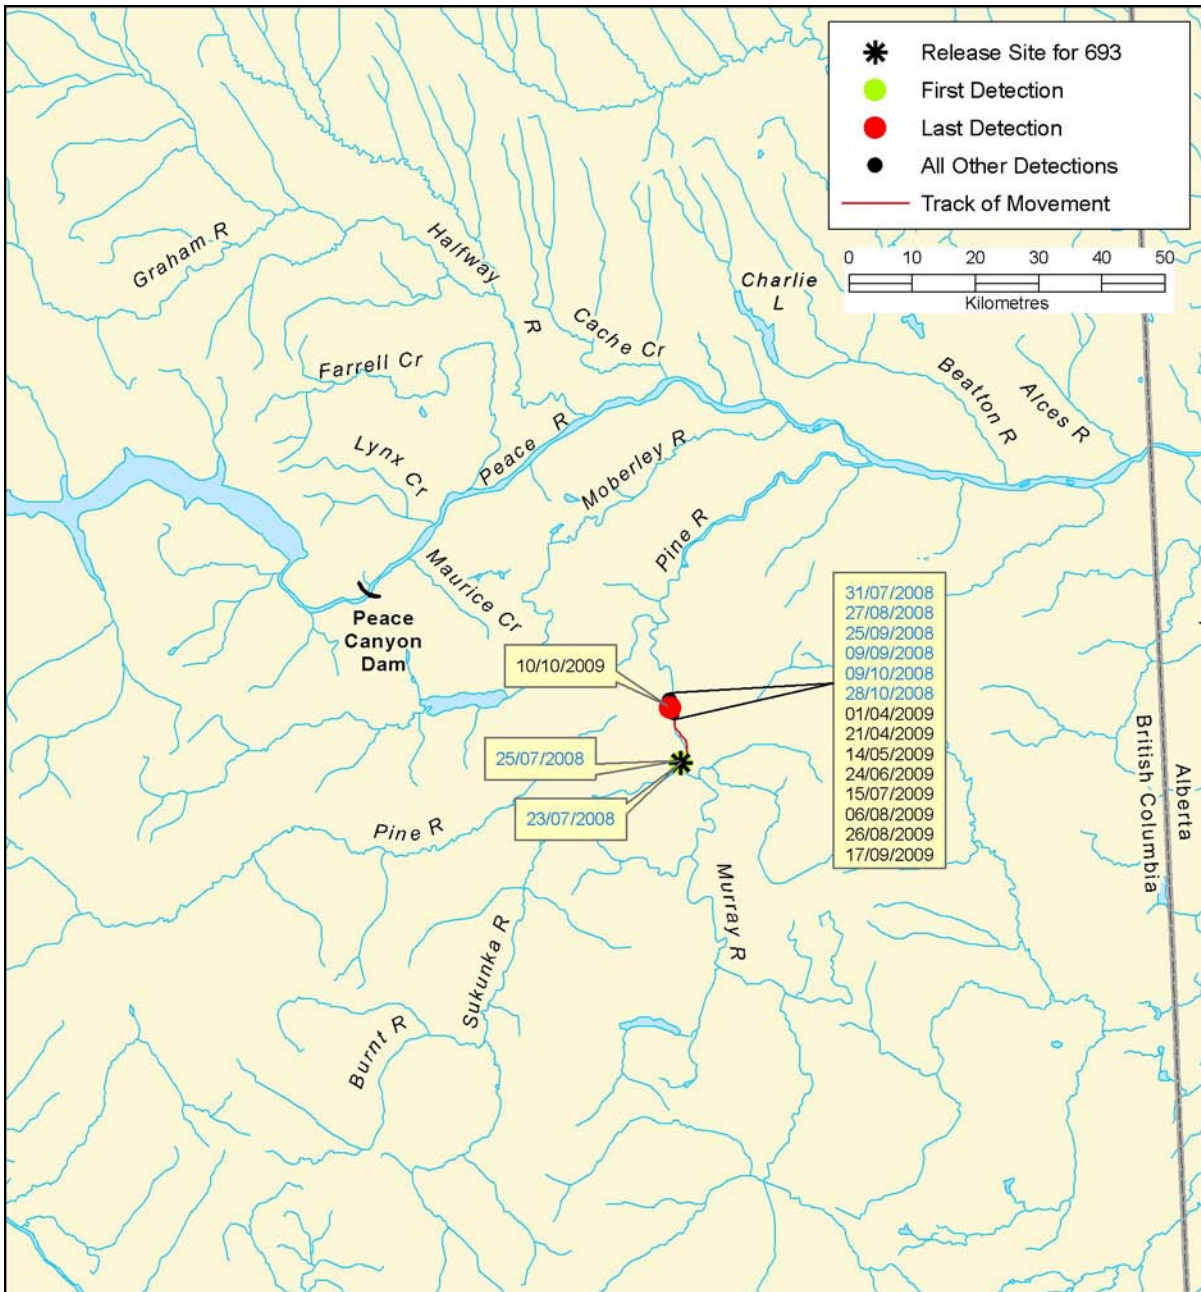 Release Site for 693
First Detection
Last Detection
All Other Detections
Track of Movement
0 10 20 30 40 50
Kilometres
Graham R
Halfway
R
Charlie
L
Cache Cr
Farrell Cr
Beatton R
Alces R
Lynx Cr
Peace R
Moberley R
Pine R
Maurice Cr
Peace
Canyon
Dam
31/07/2008
27/08/2008
25/09/2008
09/09/2008
09/10/2008
28/10/2008
01/04/2009
21/04/2009
14/05/2009
24/06/2009
15/07/2009
06/08/2009
26/08/2009
17/09/2009
10/10/2009
25/07/2008
23/07/2008
British Columbia
Alberta
Pine R
Murray R
Sukunka R
Burnt R